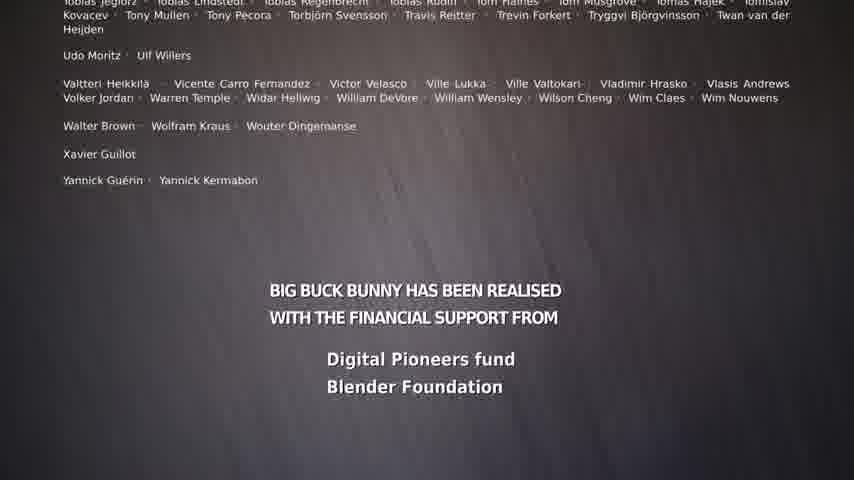 Tobias Jeglorz · Tobias Lindstedt · Tobias Regenbrecht · Tobias Rudin · Tom Haines · Tom Musgrove · Tomas Hajek · Tomislav
Kovacev · Tony Mullen · Tony Pecora · Torbjörn Svensson · Travis Reitter · Trevin Forkert · Tryggvi Björgvinsson · Twan van der
Heijden
Udo Moritz · Ulf Willers
Valtteri Heikkilä · Vicente Carro Fernandez · Victor Velasco · Ville Lukka · Ville Valtokari · Vladimir Hrasko · Vlasis Andrews
Volker Jordan · Warren Temple · Widar Hellwig · William DeVore · William Wensley · Wilson Cheng · Wim Claes · Wim Nouwens
Walter Brown · Wolfram Kraus · Wouter Dingemanse
Xavier Guillot
Yannick Guérin · Yannick Kermabon
BIG BUCK BUNNY HAS BEEN REALISED
WITH THE FINANCIAL SUPPORT FROM
Digital Pioneers fund
Blender Foundation